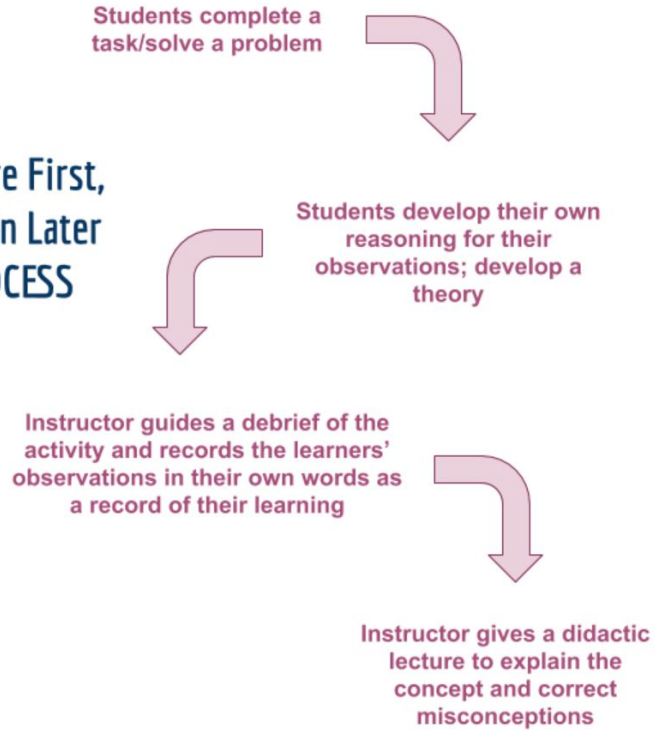 Students complete a
task/solve a problem
First,
Later
Students develop their own
reasoning for their
observations; develop a
theory
Instructor guides a debrief of the
activity and records the learners’
observations in their own words as
a record of their learning
Instructor gives a didactic
lecture to explain the
concept and correct
misconceptions